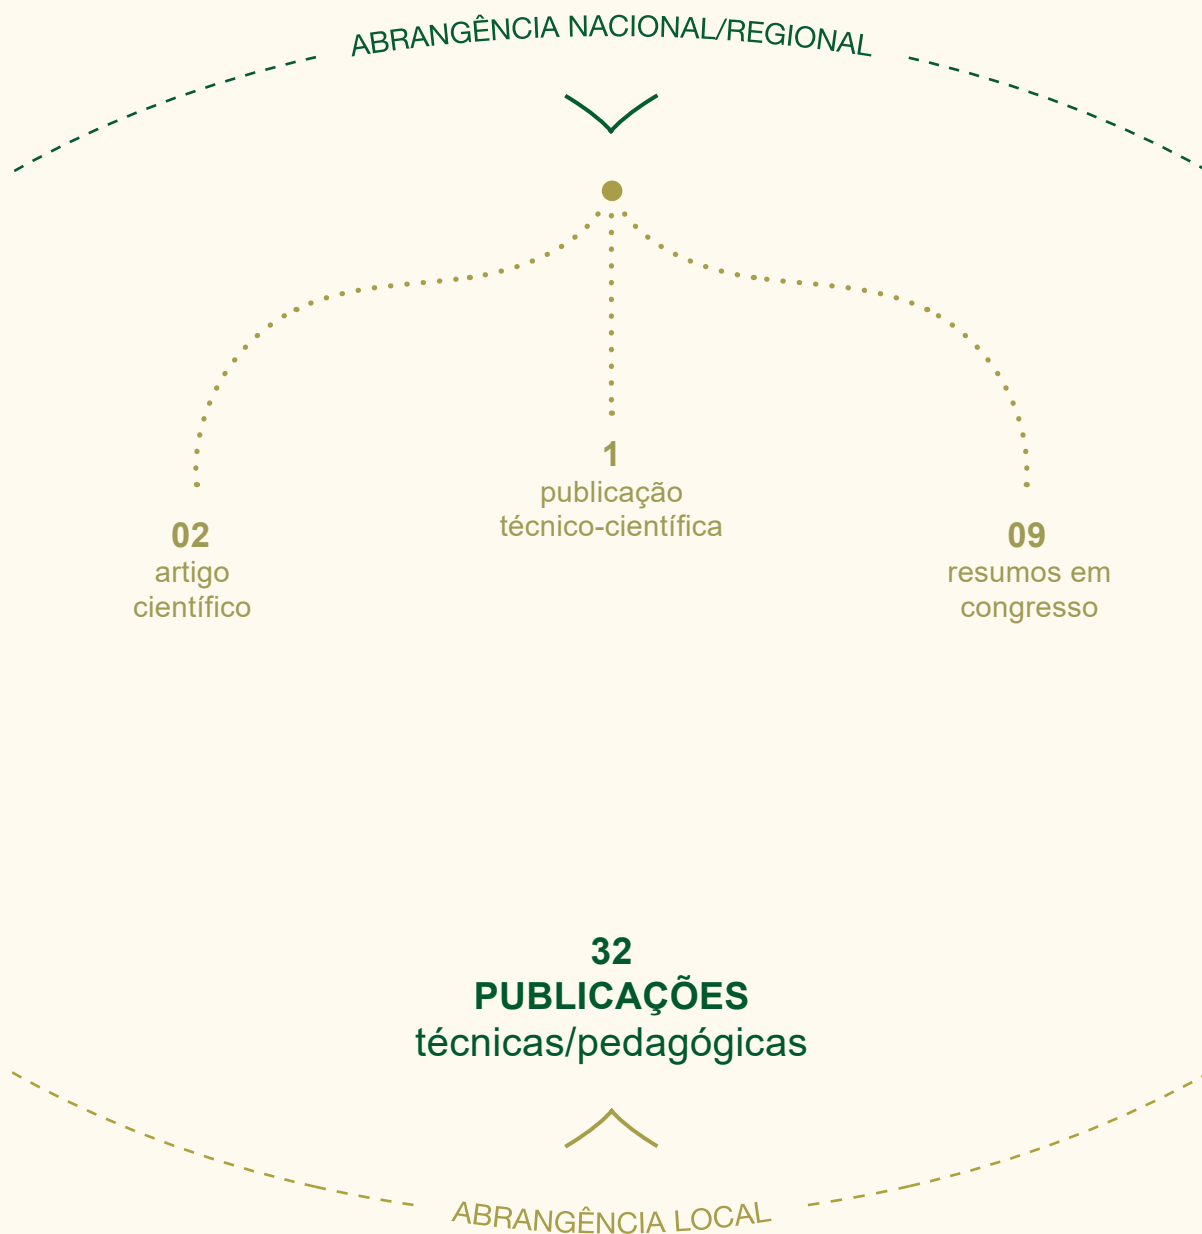 ABRANGÊNCIA NACIONAL/REGIONAL
1
publicação
técnico-científica
02
artigo
científico
09
resumos em
congresso
32
PUBLICAÇÕES
técnicas/pedagógicas
ABRANGÊNCIA LOCAL